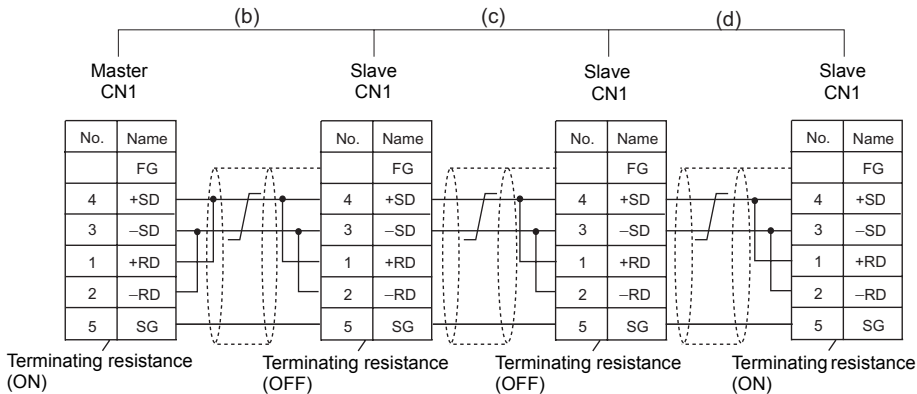 (b) (c) (d)
Master Slave Slave Slave
CN1 CN1 CN1 CN1
No. Name No. Name No. Name No. Name
FG FG FG FG
4 +SD 4 +SD 4 +SD 4 +SD
3 –SD 3 –SD 3 –SD 3 –SD
1 +RD 1 +RD 1 +RD 1 +RD
2 –RD 2 –RD 2 –RD 2 –RD
5 SG 5 SG 5 SG 5 SG
Terminating resistance Terminating resistance Terminating resistance Terminating resistance
(ON) (OFF) (OFF) (ON)